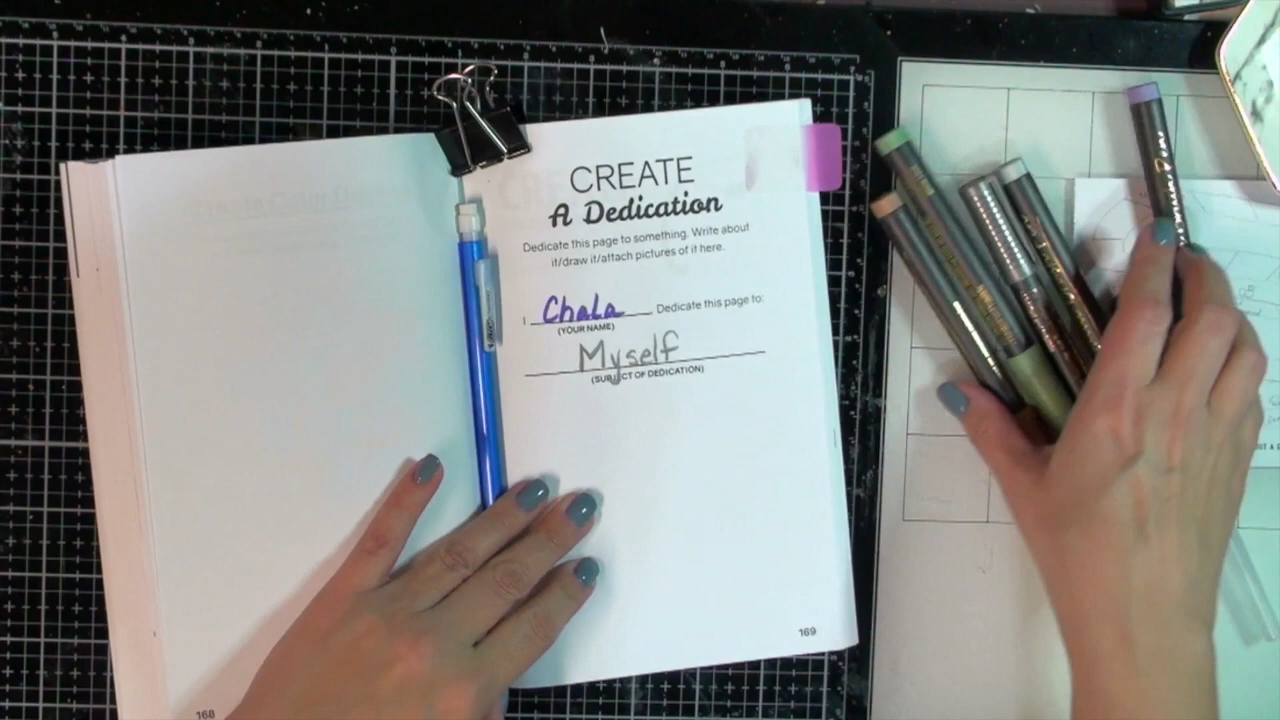 CREATE
A Dedication
Dedicate this page to something. Write about
it/draw it/attach pictures of it here.
I Chala Dedicate this page to:
(YOUR NAME)
Myself
(SUBJECT OF DEDICATION)
169
168